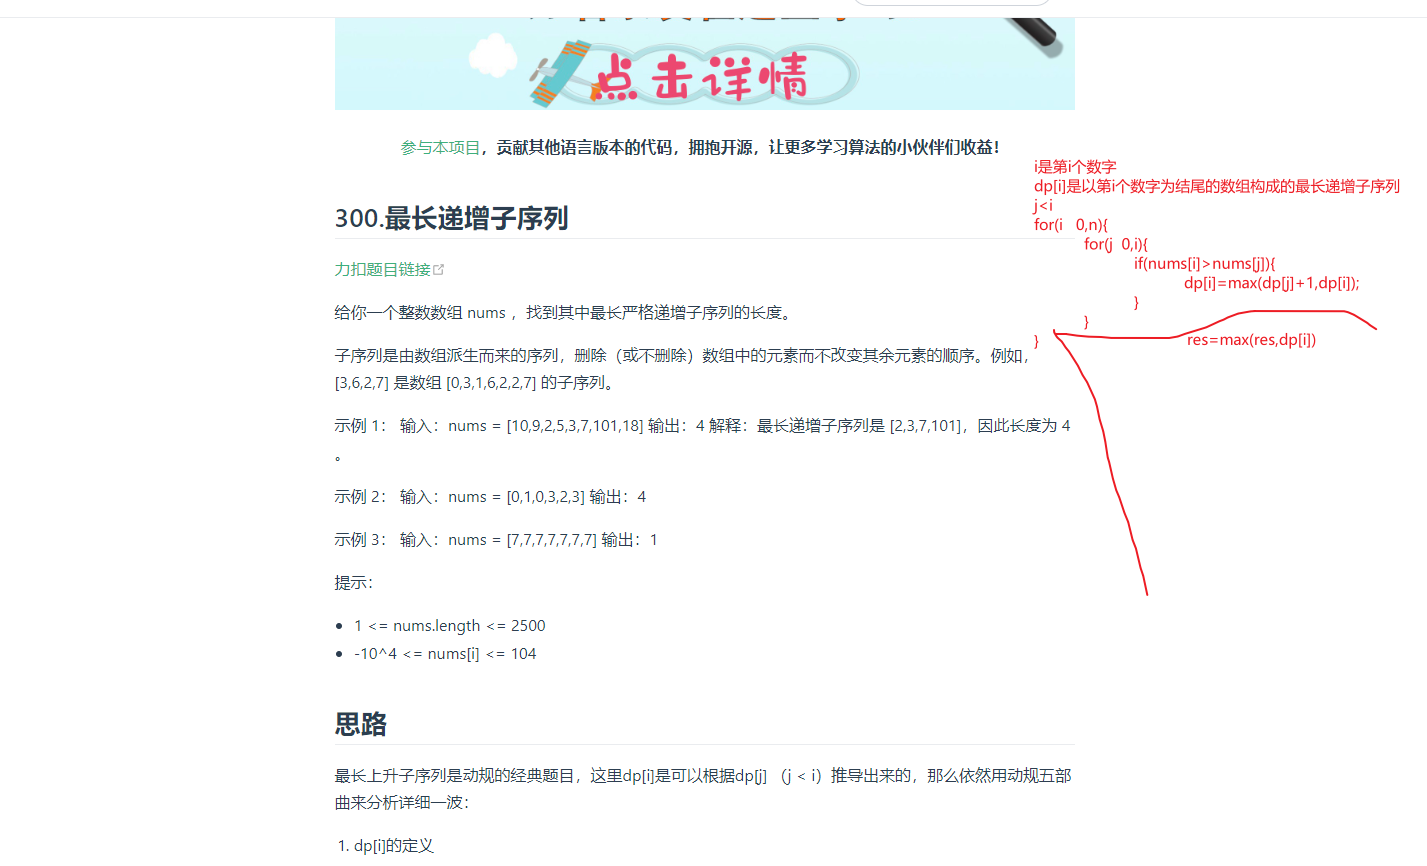 点击详情
参与本项目，贡献其他语言版本的代码，拥抱开源，让更多学习算法的小伙伴们收益！
300.最长递增子序列
力扣题目链接
给你一个整数数组 nums ，找到其中最长严格递增子序列的长度。
子序列是由数组派生而来的序列，删除（或不删除）数组中的元素而不改变其余元素的顺序。例如，
[3,6,2,7] 是数组 [0,3,1,6,2,2,7] 的子序列。
示例 1： 输入：nums = [10,9,2,5,3,7,101,18] 输出：4 解释：最长递增子序列是 [2,3,7,101]，因此长度为 4
。
示例 2： 输入：nums = [0,1,0,3,2,3] 输出：4
示例 3： 输入：nums = [7,7,7,7,7,7,7] 输出：1
提示：
1 <= nums.length <= 2500
-10^4 <= nums[i] <= 104
思路
最长上升子序列是动规的经典题目，这里dp[i]是可以根据dp[j] （j < i）推导出来的，那么依然用动规五部
曲来分析详细一波：
1. dp[i]的定义
i是第i个数字
dp[i]是以第i个数字为结尾的数组构成的最长递增子序列
j<i
for(i 0,n){
for(j 0,i){
if(nums[i]>nums[j]){
dp[i]=max(dp[j]+1,dp[i]);
}
}
res=max(res,dp[i])
}